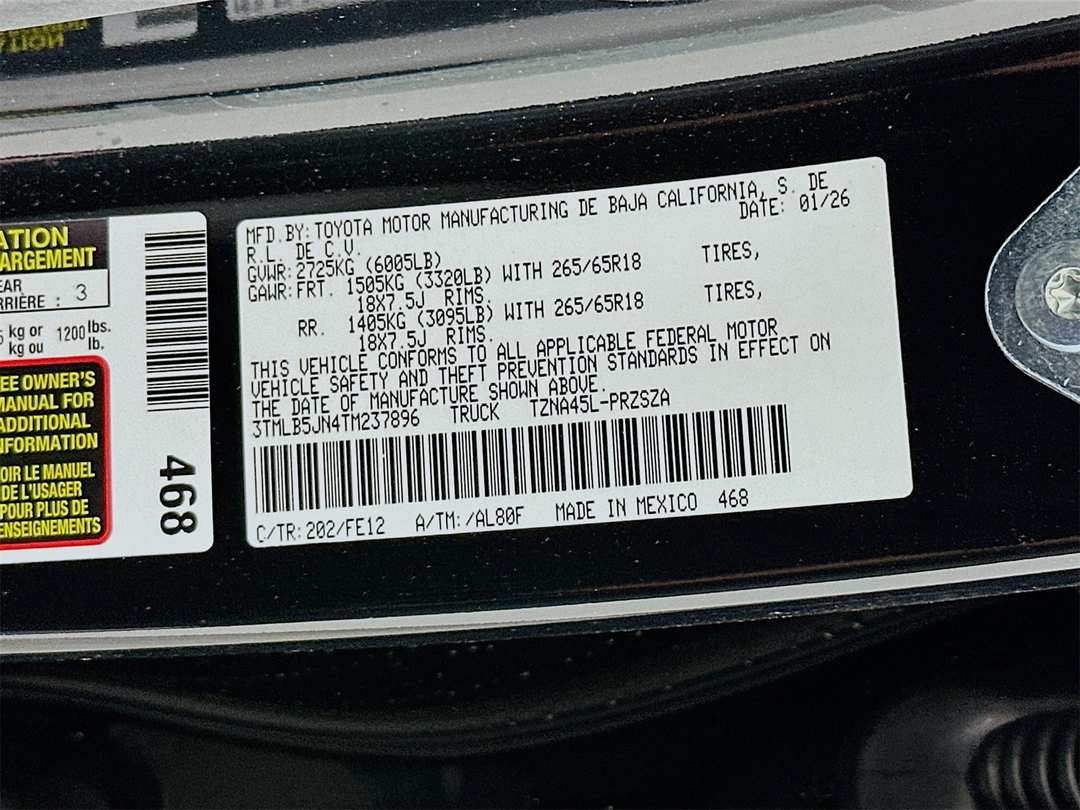 ATION
ARGEMENT
EAR
RRIÈRE : 3
kg or 1200 lbs.
kg ou lb.
EE OWNER'S
MANUAL FOR
ADDITIONAL
NFORMATION
OIR LE MANUEL
DE L'USAGER
POUR PLUS DE
ENSEIGNEMENTS
468
MFD.BY: TOYOTA MOTOR MANUFACTURING DE BAJA CALIFORNIA, S. DE
R.L. DE C.V. DATE: 01/26
GVWR: 2725KG (6005LB)
GAWR: FRT. 1505KG (3320LB) WITH 265/65R18 TIRES,
18X7.5J RIMS.
RR. 1405KG (3095LB) WITH 265/65R18 TIRES,
18X7.5J RIMS.
THIS VEHICLE CONFORMS TO ALL APPLICABLE FEDERAL MOTOR
VEHICLE SAFETY AND THEFT PREVENTION STANDARDS IN EFFECT ON
THE DATE OF MANUFACTURE SHOWN ABOVE.
3TMLB5JN4TM237896 TRUCK TZNA45L-PRZSZA
C/TR: 202/FE12 A/TM: /AL80F MADE IN MEXICO 468